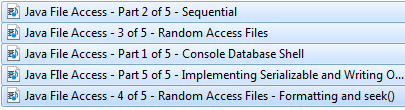 Java File Access - Part 2 of 5 - Sequential
Java File Access - 3 of 5 - Random Access Files
Java File Access - Part 1 of 5 - Console Database Shell
Java FIle Access - Part 5 of 5 - Implementing Serializable and Writing O...
Java File Access - 4 of 5 - Random Access Files - Formatting and seek()